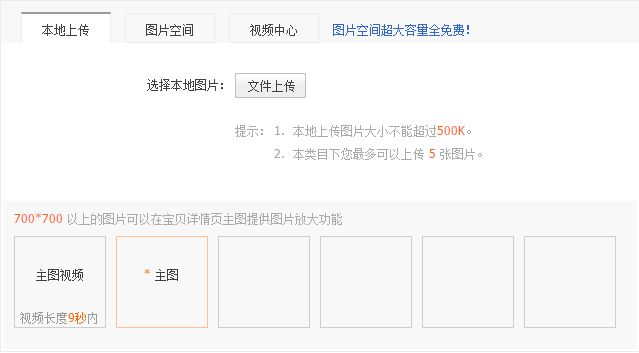 本地上传 图片空间 视频中心 图片空间超大容量全免费!
选择本地图片: 文件上传
提示: 1. 本地上传图片大小不能超过500K。
2. 本类目下您最多可以上传 5 张图片。
700*700 以上的图片可以在宝贝详情页主图提供图片放大功能
主图视频 * 主图
视频长度9秒内